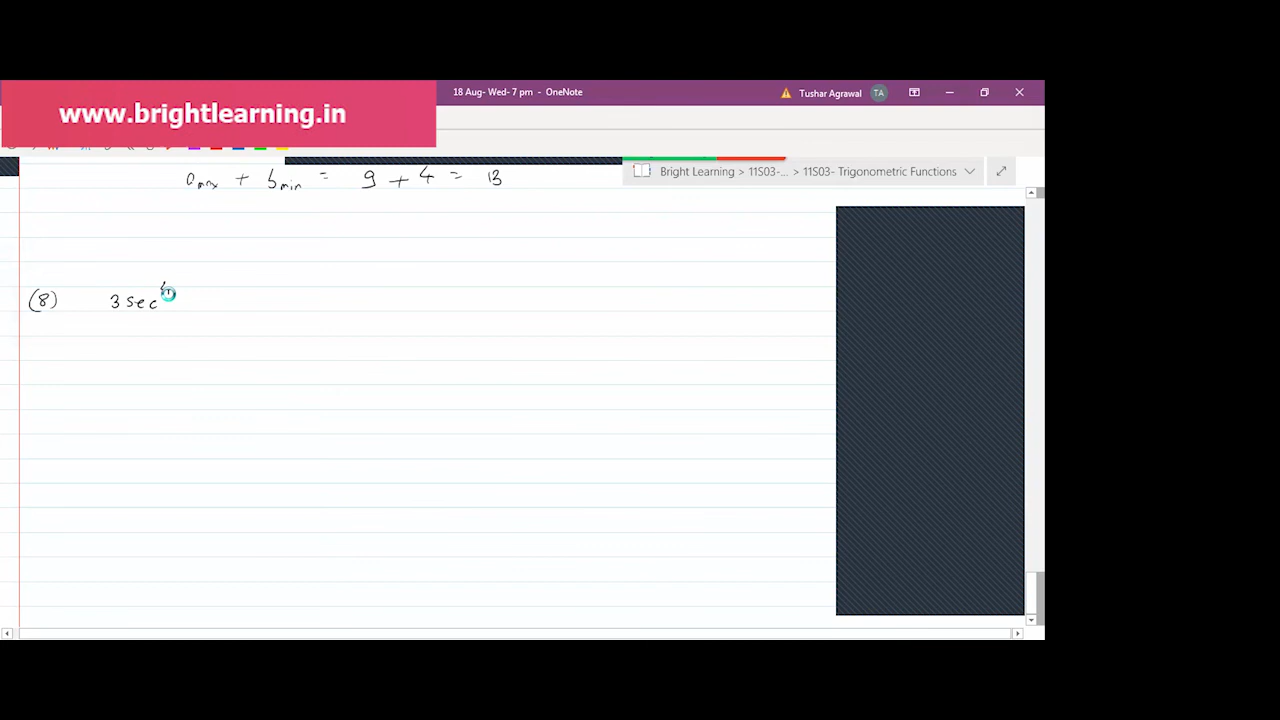 18 Aug- Wed- 7 pm - OneNote
Tushar Agrawal TA
www.brightlearning.in
Bright Learning > 11S03-... > 11S03- Trigonometric Functions
a max + b min = 9 + 4 = 13
(8) 3 sec